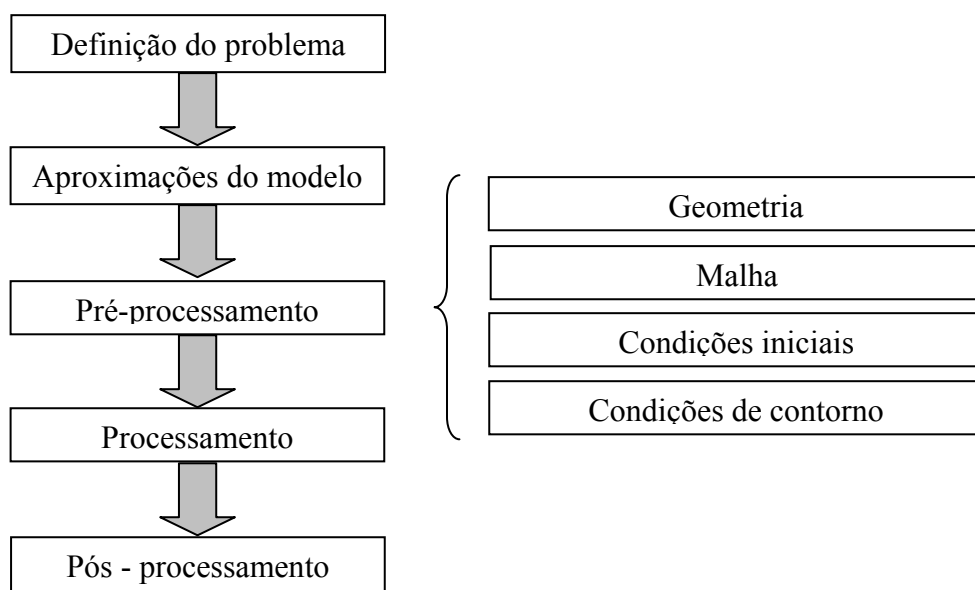 Definição do problema
Aproximações do modelo
Pré-processamento
Processamento
Pós - processamento
Geometria
Malha
Condições iniciais
Condições de contorno